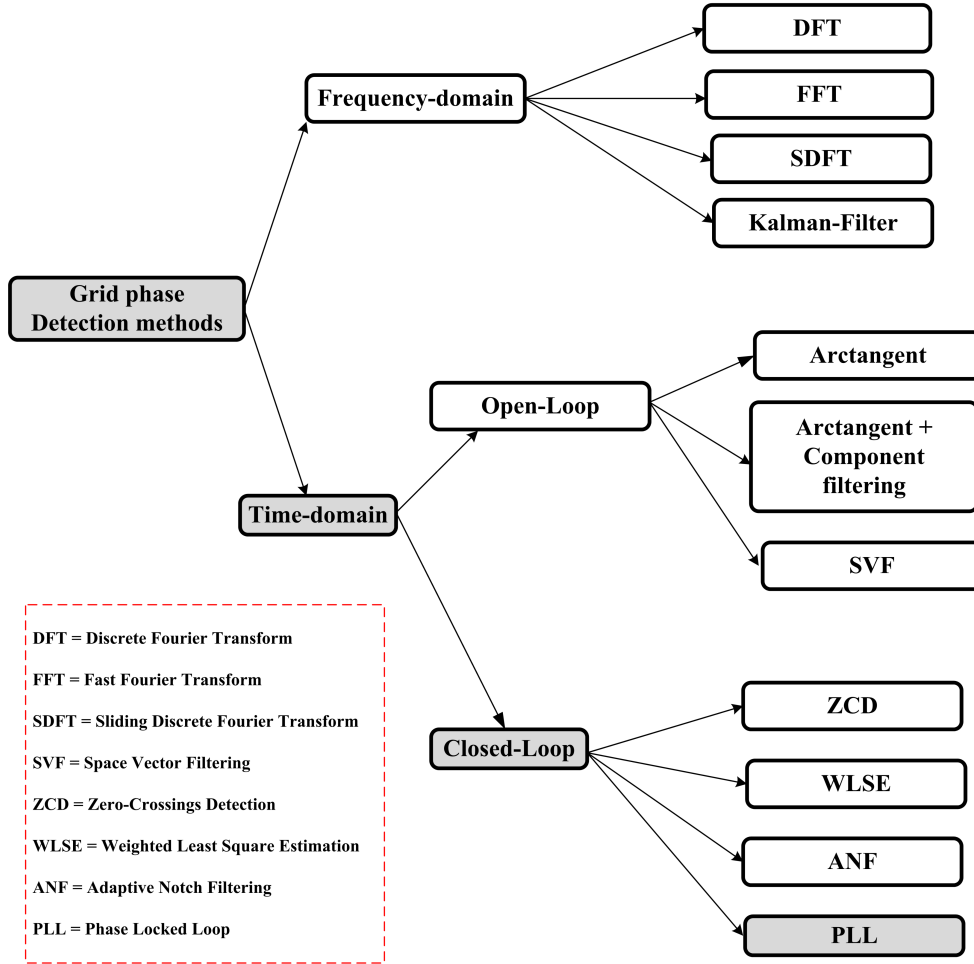 DFT
Frequency-domain
FFT
SDFT
Kalman-Filter
Grid phase
Detection methods
Arctangent
Open-Loop
Arctangent +
Component
filtering
Time-domain
SVF
DFT = Discrete Fourier Transform
FFT = Fast Fourier Transform
SDFT = Sliding Discrete Fourier Transform
SVF = Space Vector Filtering
ZCD = Zero-Crossings Detection
WLSE = Weighted Least Square Estimation
ANF = Adaptive Notch Filtering
PLL = Phase Locked Loop
Closed-Loop
ZCD
WLSE
ANF
PLL